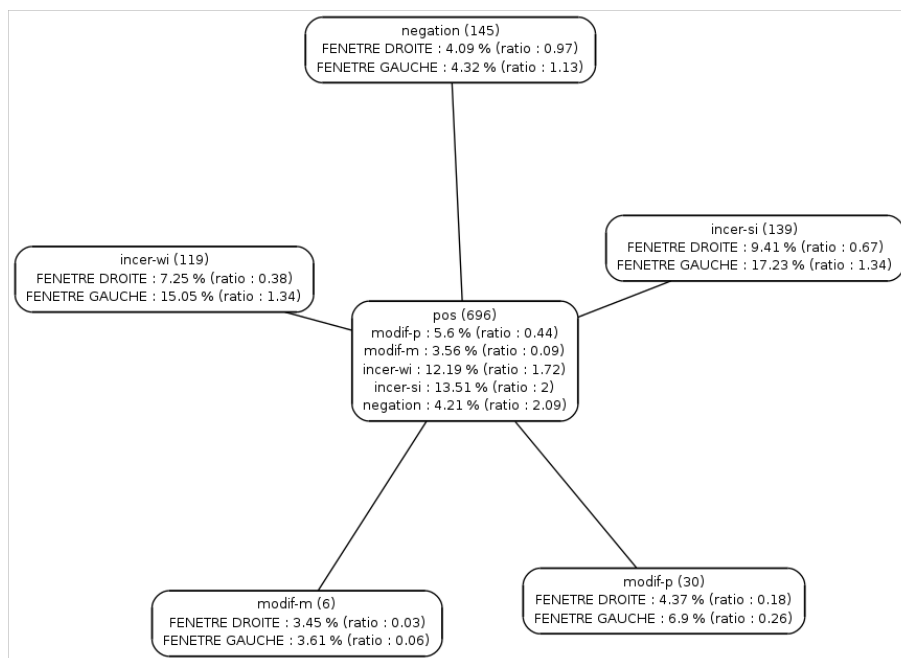 negation (145)
FENETRE DROITE : 4.09 % (ratio : 0.97)
FENETRE GAUCHE : 4.32 % (ratio : 1.13)
incer-si (139)
FENETRE DROITE : 9.41 % (ratio : 0.67)
FENETRE GAUCHE : 17.23 % (ratio : 1.34)
incer-wi (119)
FENETRE DROITE : 7.25 % (ratio : 0.38)
FENETRE GAUCHE : 15.05 % (ratio : 1.34)
pos (696)
modif-p : 5.6 % (ratio : 0.44)
modif-m : 3.56 % (ratio : 0.09)
incer-wi : 12.19 % (ratio : 1.72)
incer-si : 13.51 % (ratio : 2)
negation : 4.21 % (ratio : 2.09)
modif-m (6)
FENETRE DROITE : 3.45 % (ratio : 0.03)
FENETRE GAUCHE : 3.61 % (ratio : 0.06)
modif-p (30)
FENETRE DROITE : 4.37 % (ratio : 0.18)
FENETRE GAUCHE : 6.9 % (ratio : 0.26)